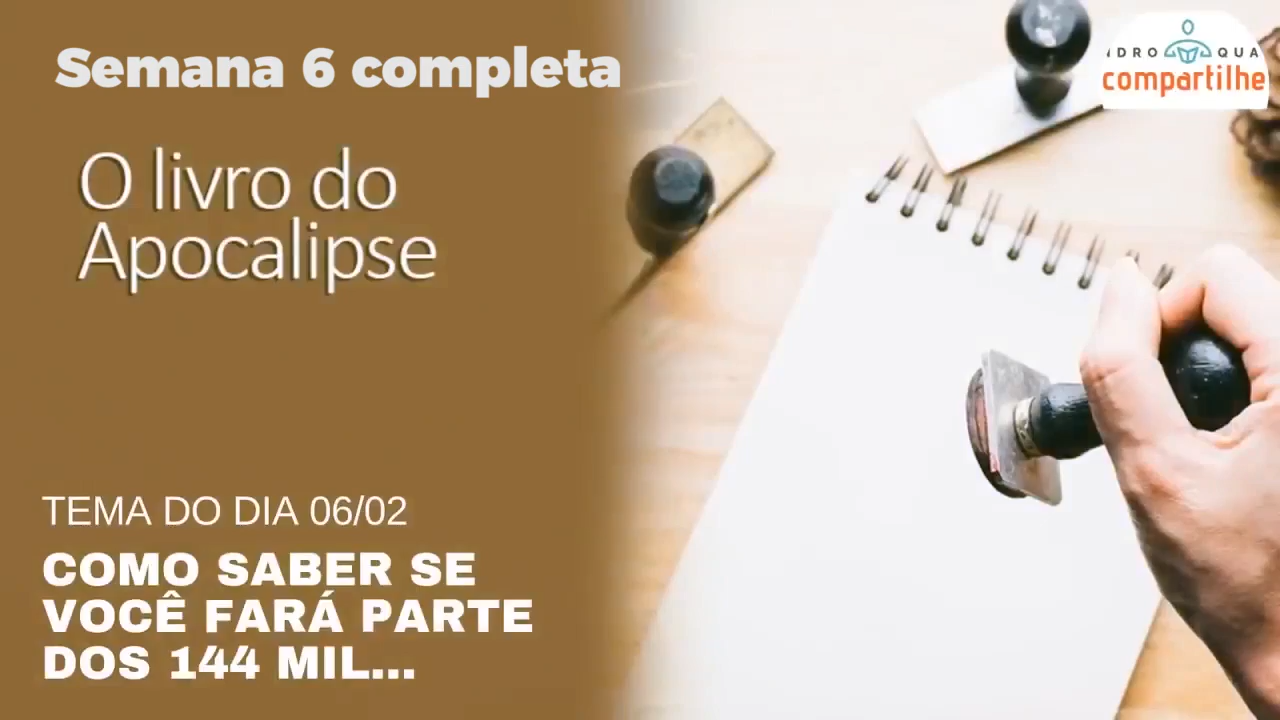 Semana 6 completa
compartilhe
O livro do
Apocalipse
TEMA DO DIA 06/02
COMO SABER SE
VOCÊ FARÁ PARTE
DOS 144 MIL...